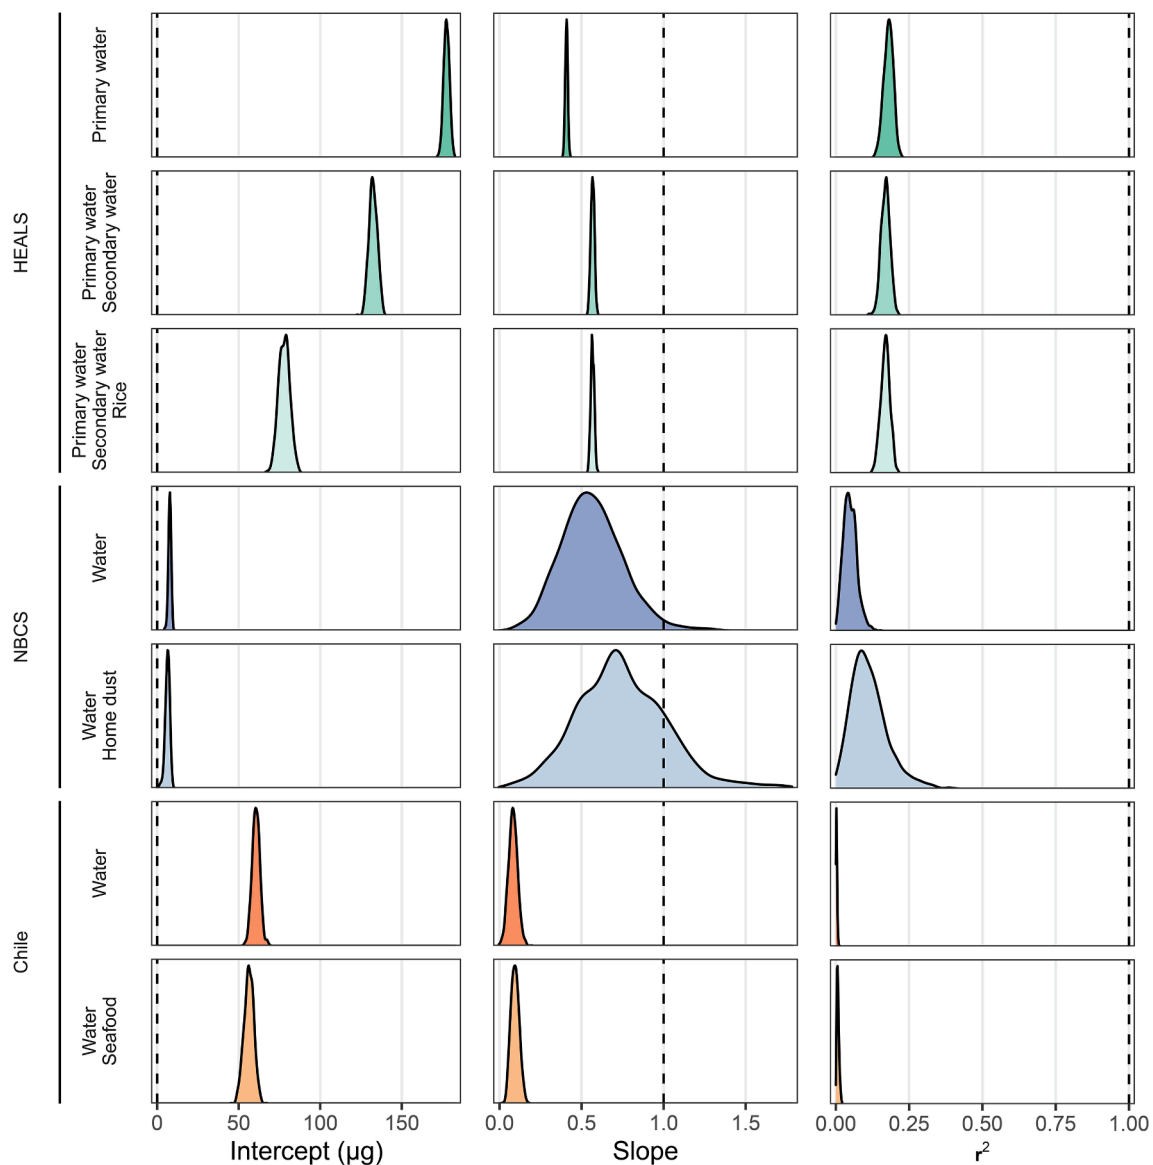 HEALS
Primary water
Primary water
Secondary water
Primary water
Secondary water
Rice
NBCS
Water
Water
Home dust
Chile
Water
Water
Seafood
0 50 100 150
Intercept (µg)
0.0 0.5 1.0 1.5
Slope
0.00 0.25 0.50 0.75 1.00
r²